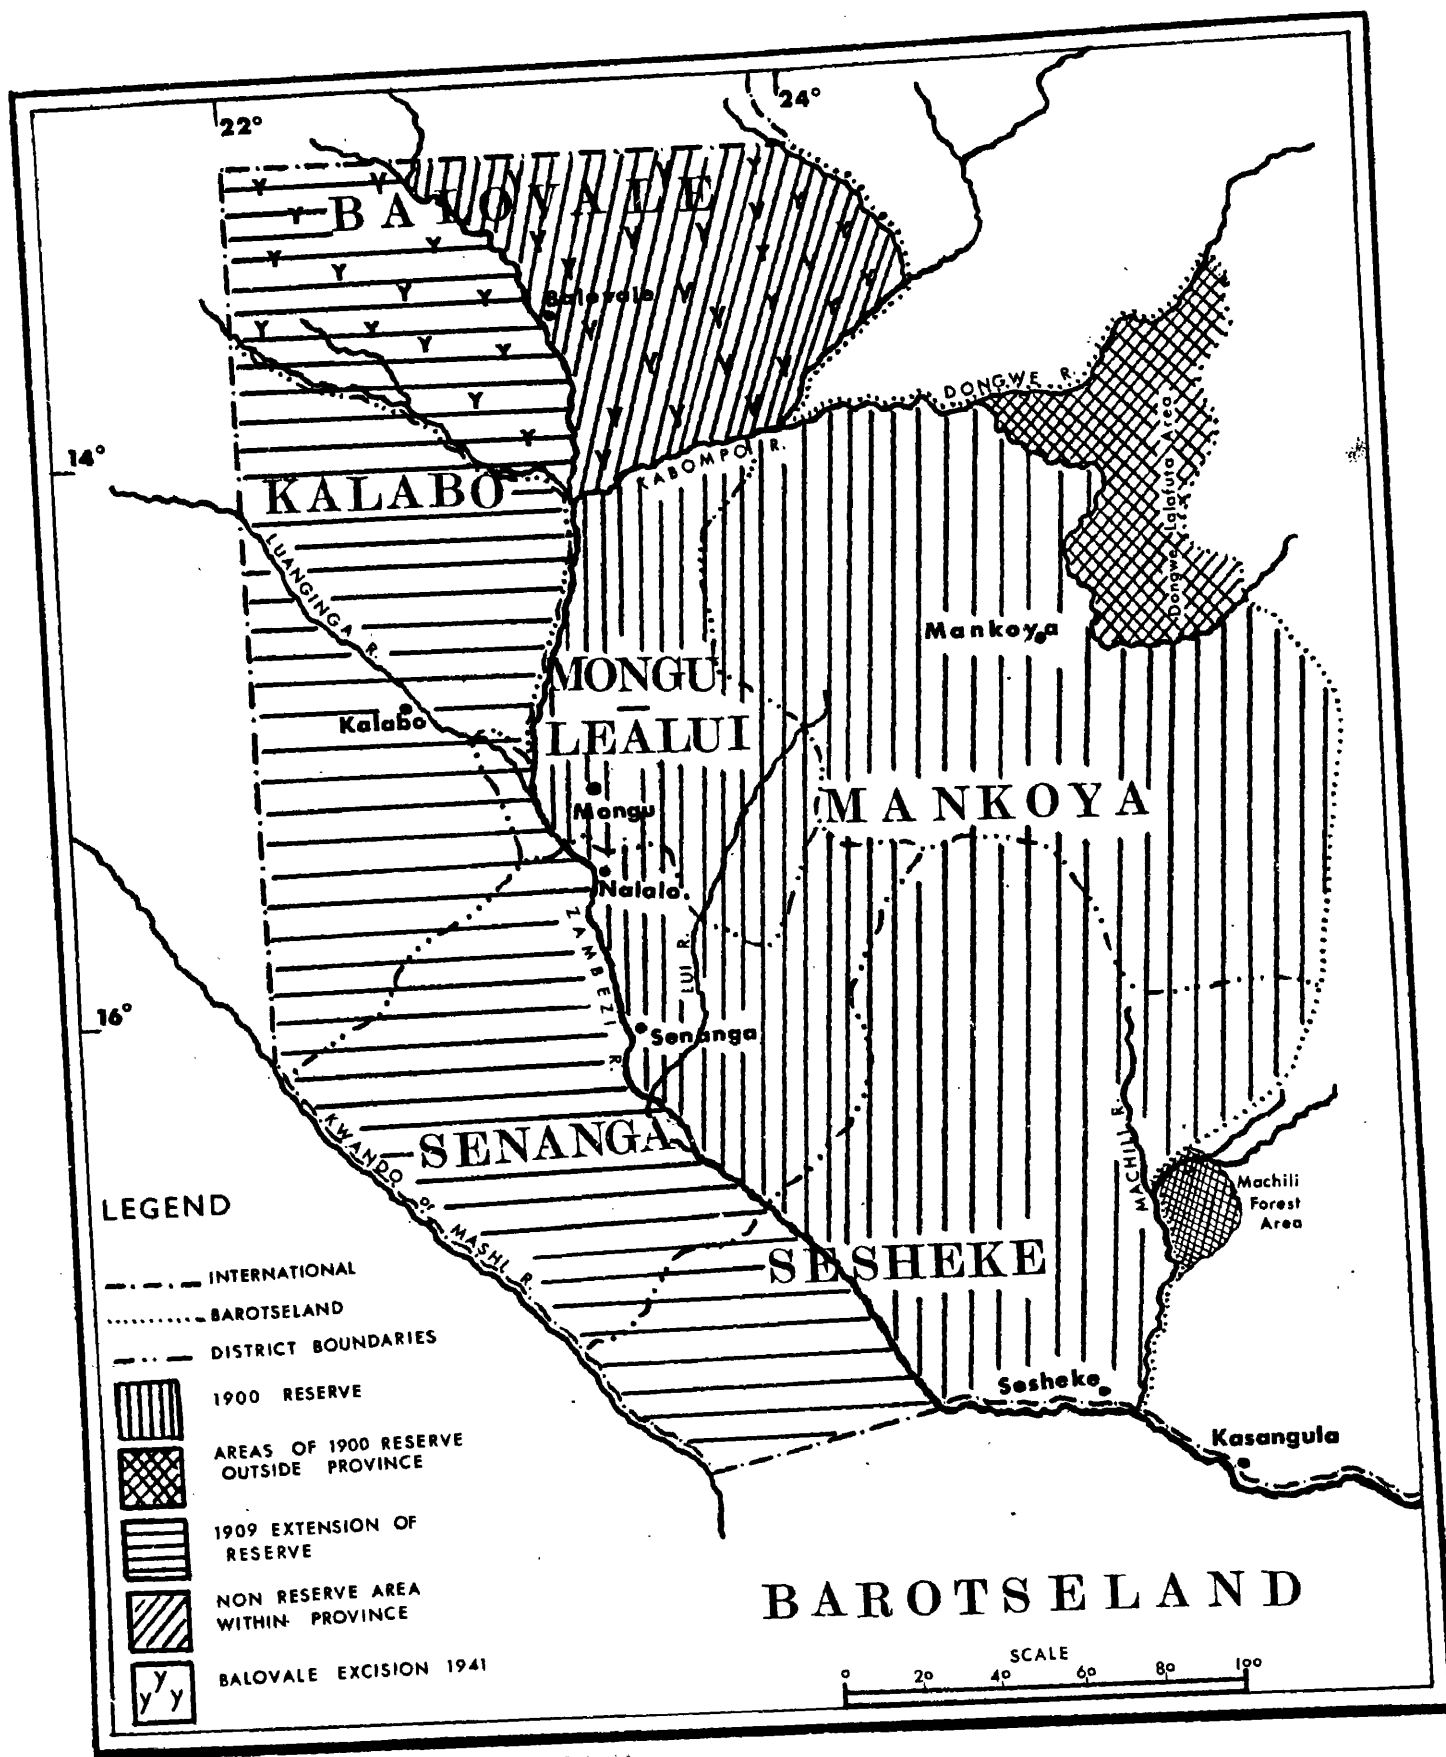 22°
24°
BALOVALE
Balovale
DONGWE R.
14°
KABOMPO R.
KALABO
Dongwe Lalafuta Area
LUANGINGA R.
Mankoya
MONGU
—
LEALUI
Kalabo
MANKOYA
Mongu
Nalalo
ZAMBEZI R.
LUI R.
16°
Senanga
MACHILI R.
KWANDO or MASHI R.
SENANGA
Machili
Forest
Area
SESHEKE
Sesheke
Kasangula
LEGEND
INTERNATIONAL
BAROTSELAND
DISTRICT BOUNDARIES
1900 RESERVE
AREAS OF 1900 RESERVE
OUTSIDE PROVINCE
1909 EXTENSION OF
RESERVE
NON RESERVE AREA
WITHIN PROVINCE
BALOVALE EXCISION 1941
BAROTSELAND
SCALE
0 20 40 60 80 100